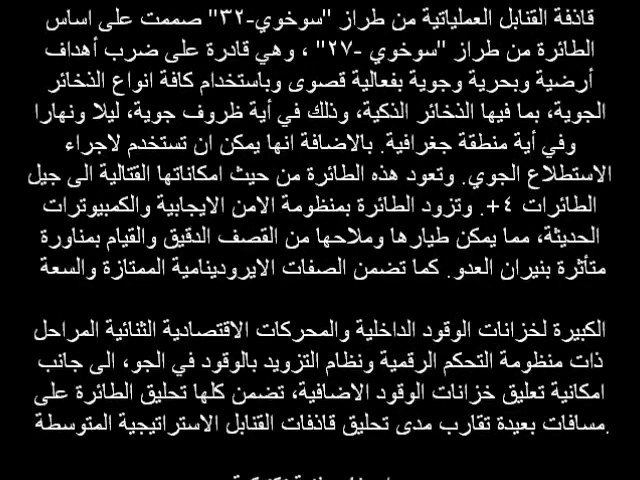 قاذفة القنابل العملياتية من طراز "سوخوي-٣٢" صممت على اساس
الطائرة من طراز "سوخوي -٢٧" ، وهي قادرة على ضرب أهداف
أرضية وبحرية وجوية بفعالية قصوى وباستخدام كافة انواع الذخائر
الجوية، بما فيها الذخائر الذكية، وذلك في أية ظروف جوية، ليلا ونهارا
وفي أية منطقة جغرافية. بالاضافة انها يمكن ان تستخدم لاجراء
الاستطلاع الجوي. وتعود هذه الطائرة من حيث امكاناتها القتالية الى جيل
الطائرات ٤+. وتزود الطائرة بمنظومة الامن الايجابية والكمبيوترات
الحديثة، مما يمكن طيارها وملاحها من القصف الدقيق والقيام بمناورة
متأثرة بنيران العدو. كما تضمن الصفات الايرودينامية الممتازة والسعة
الكبيرة لخزانات الوقود الداخلية والمحركات الاقتصادية الثنائية المراحل
ذات منظومة التحكم الرقمية ونظام التزويد بالوقود في الجو، الى جانب
امكانية تعليق خزانات الوقود الاضافية، تضمن كلها تحليق الطائرة على
مسافات بعيدة تقارب مدى تحليق قاذفات القنابل الاستراتيجية المتوسطة.